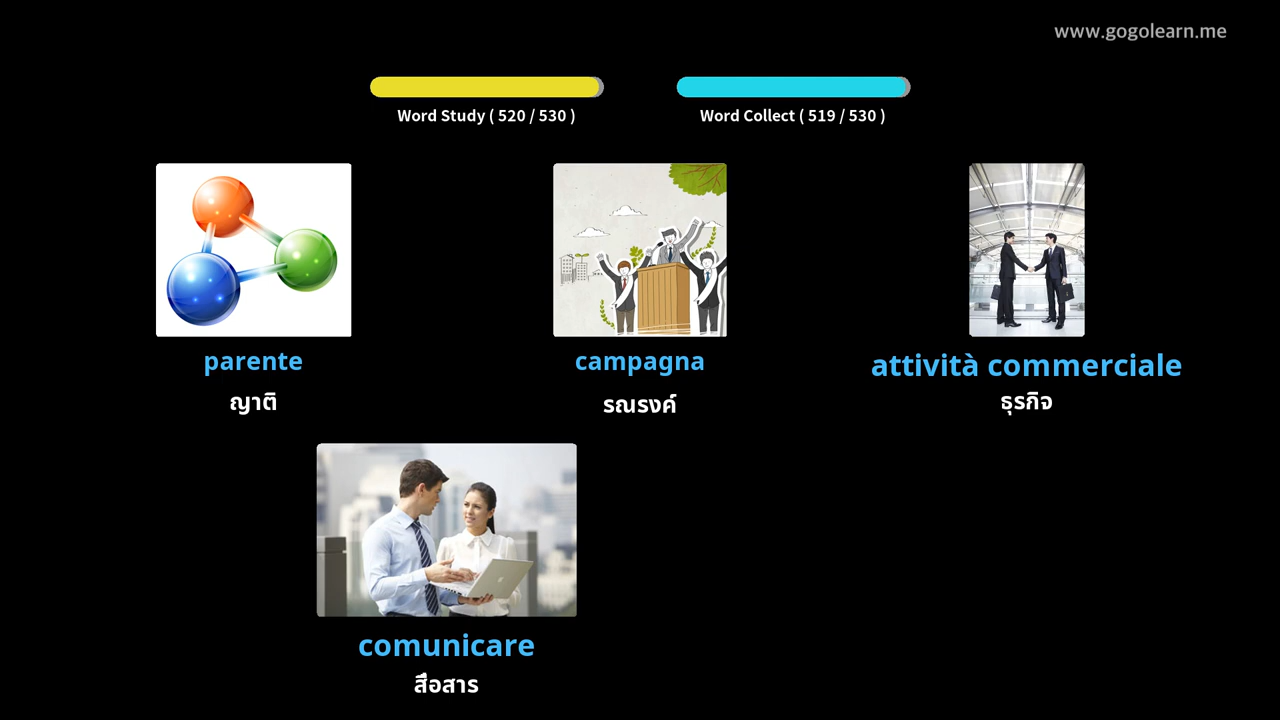 www.gogolearn.me
Word Study ( 520 / 530 )
Word Collect ( 519 / 530 )
parente
campagna
attività commerciale
ญาติ
รณรงค์
ธุรกิจ
comunicare
สื่อสาร